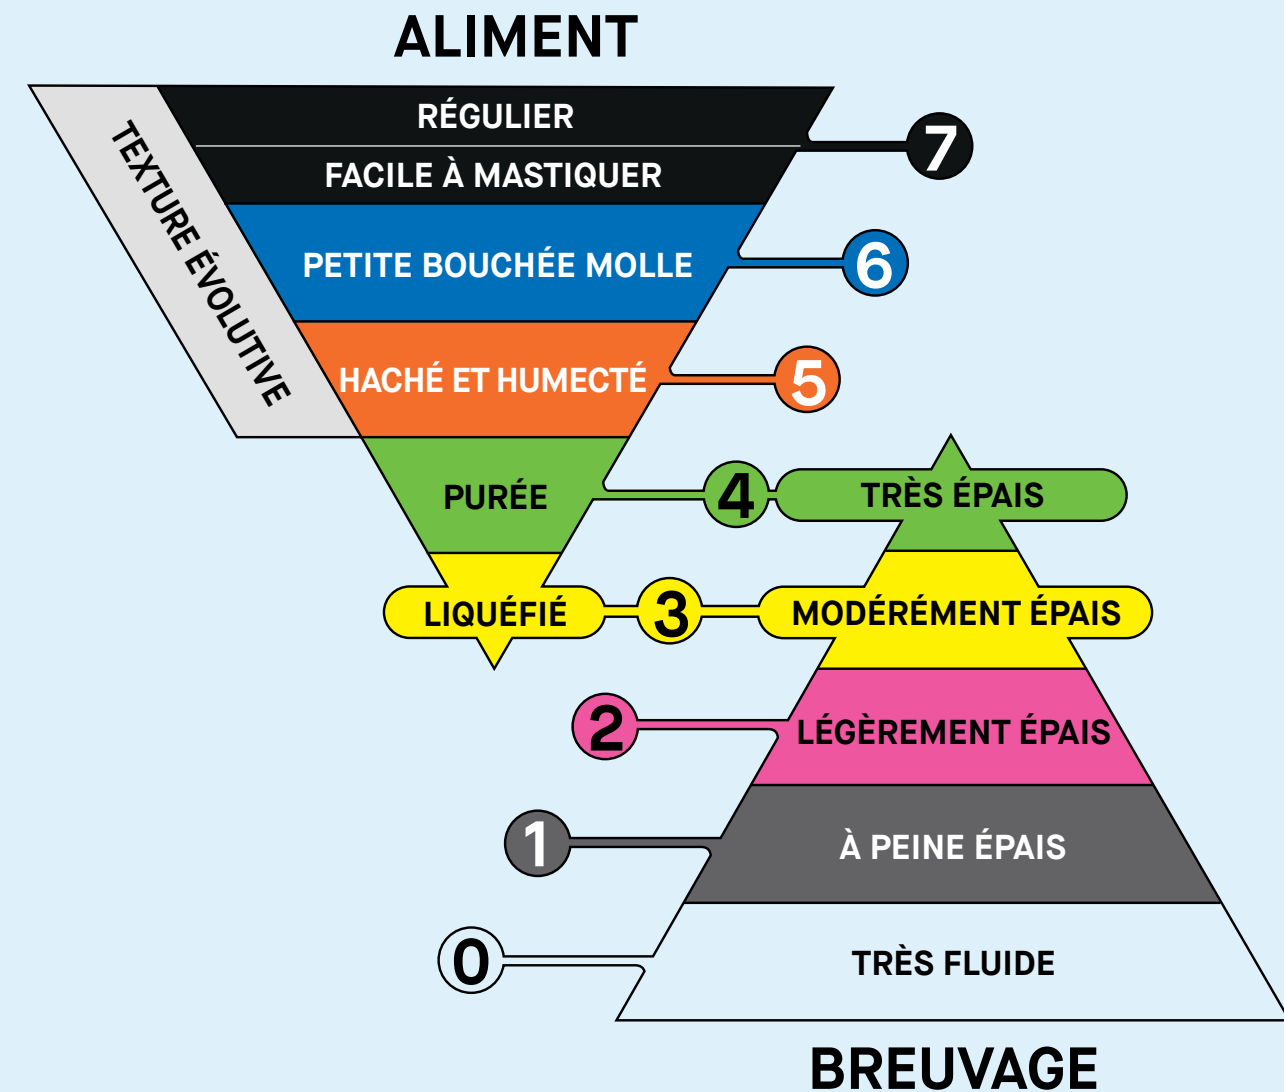 ALIMENT
RÉGULIER
7
FACILE À MASTIQUER
TEXTURE ÉVOLUTIVE
PETITE BOUCHÉE MOLLE
6
HACHÉ ET HUMECTÉ
5
PURÉE
4
TRÈS ÉPAIS
LIQUÉFIÉ
3
MODÉRÉMENT ÉPAIS
2
LÉGÈREMENT ÉPAIS
1
À PEINE ÉPAIS
0
TRÈS FLUIDE
BREUVAGE